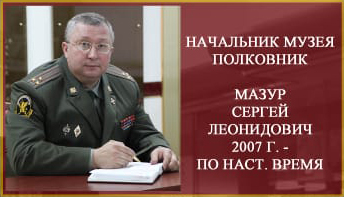 НАЧАЛЬНИК МУЗЕЯ
ПОЛКОВНИК
МАЗУР
СЕРГЕЙ
ЛЕОНИДОВИЧ
2007 Г. -
ПО НАСТ. ВРЕМЯ